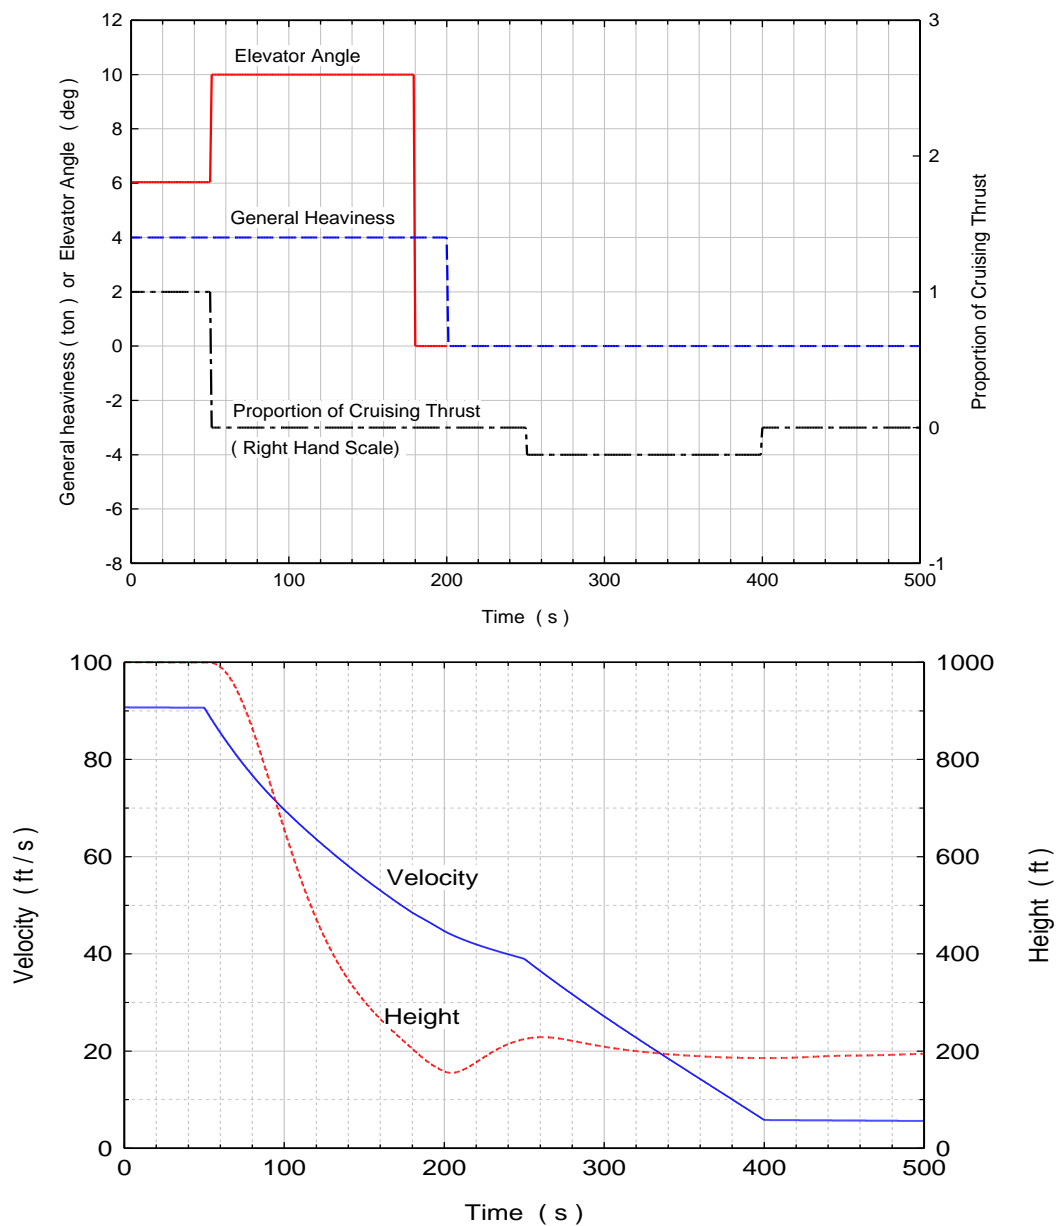 12
10
8
6
4
2
0
-2
-4
-6
-8
General heaviness ( ton ) or Elevator Angle ( deg )
Elevator Angle
General Heaviness
Proportion of Cruising Thrust
( Right Hand Scale)
3
2
1
0
-1
Proportion of Cruising Thrust
0 100 200 300 400 500
Time ( s )
100
80
60
40
20
0
Velocity ( ft / s )
Velocity
Height
1000
800
600
400
200
0
Height ( ft )
0 100 200 300 400 500
Time ( s )